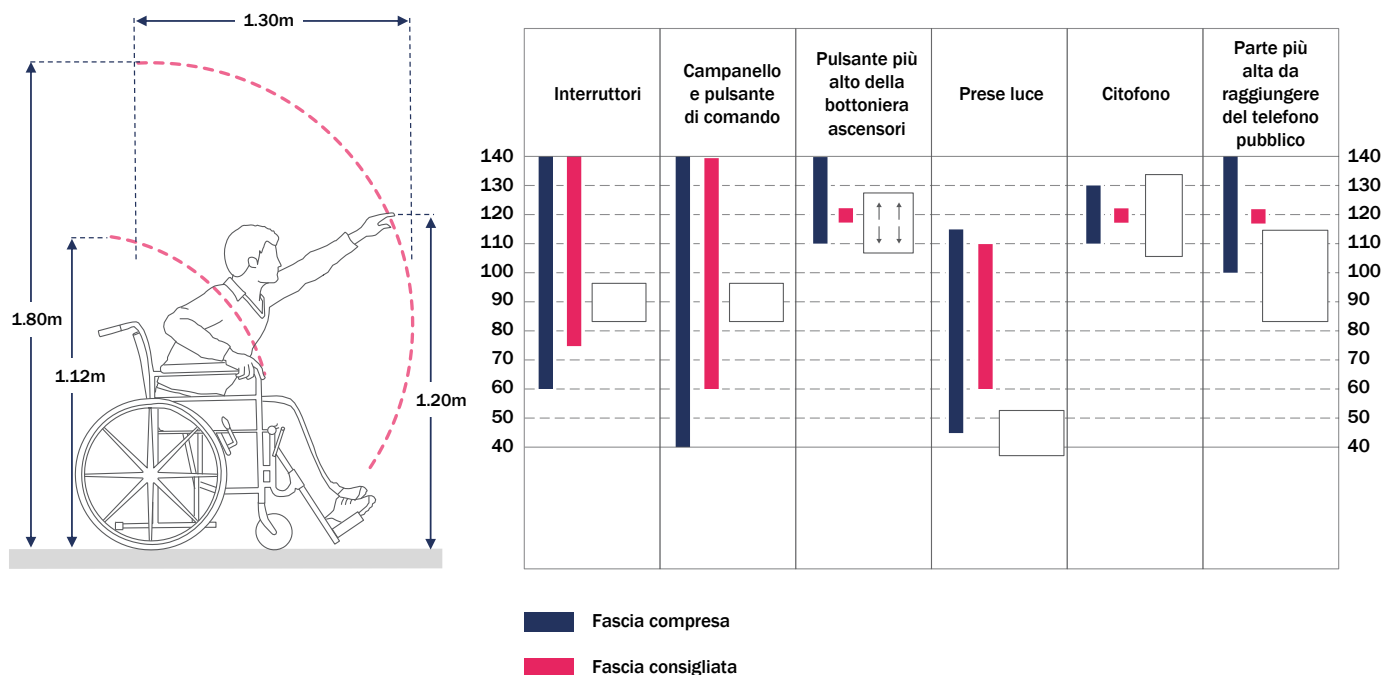 1.30m
1.80m
1.12m
1.20m
Interruttori
Campanello
e pulsante
di comando
Pulsante più
alto della
bottoniera
ascensori
Prese luce
Citofono
Parte più
alta da
raggiungere
del telefono
pubblico
140
130
120
110
100
90
80
70
60
50
40
140
130
120
110
100
90
80
70
60
50
40
Fascia compresa
Fascia consigliata